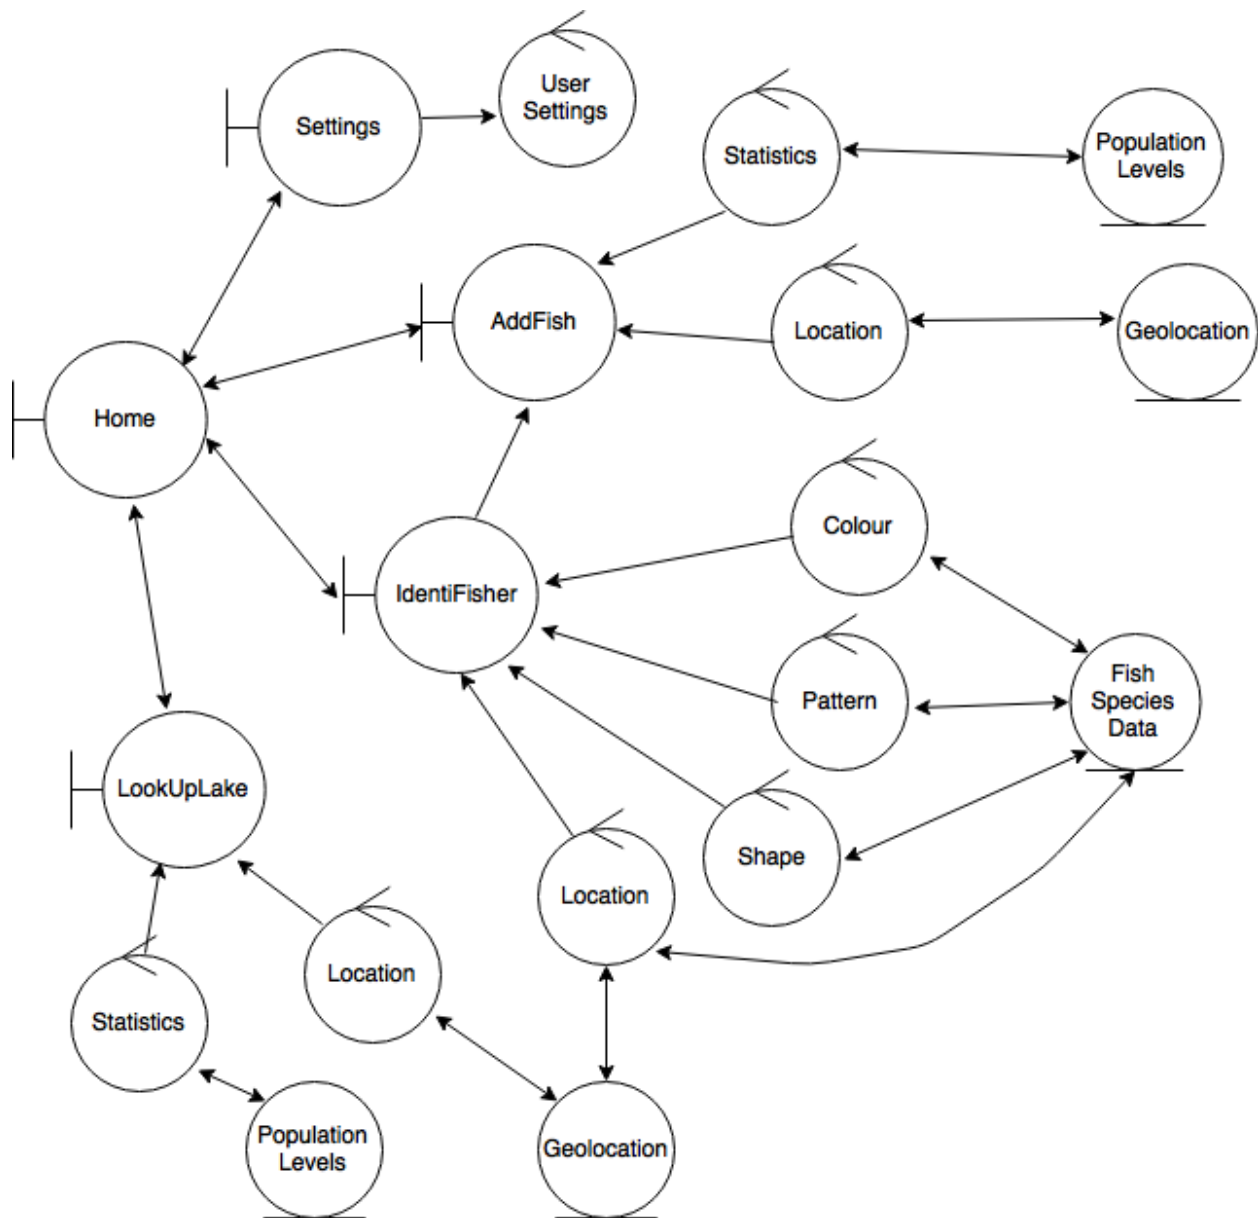 User
Settings
Settings
Statistics
Population
Levels
AddFish
Location
Geolocation
Home
Colour
IdentiFisher
Pattern
Fish
Species
Data
LookUpLake
Shape
Location
Location
Statistics
Population
Levels
Geolocation